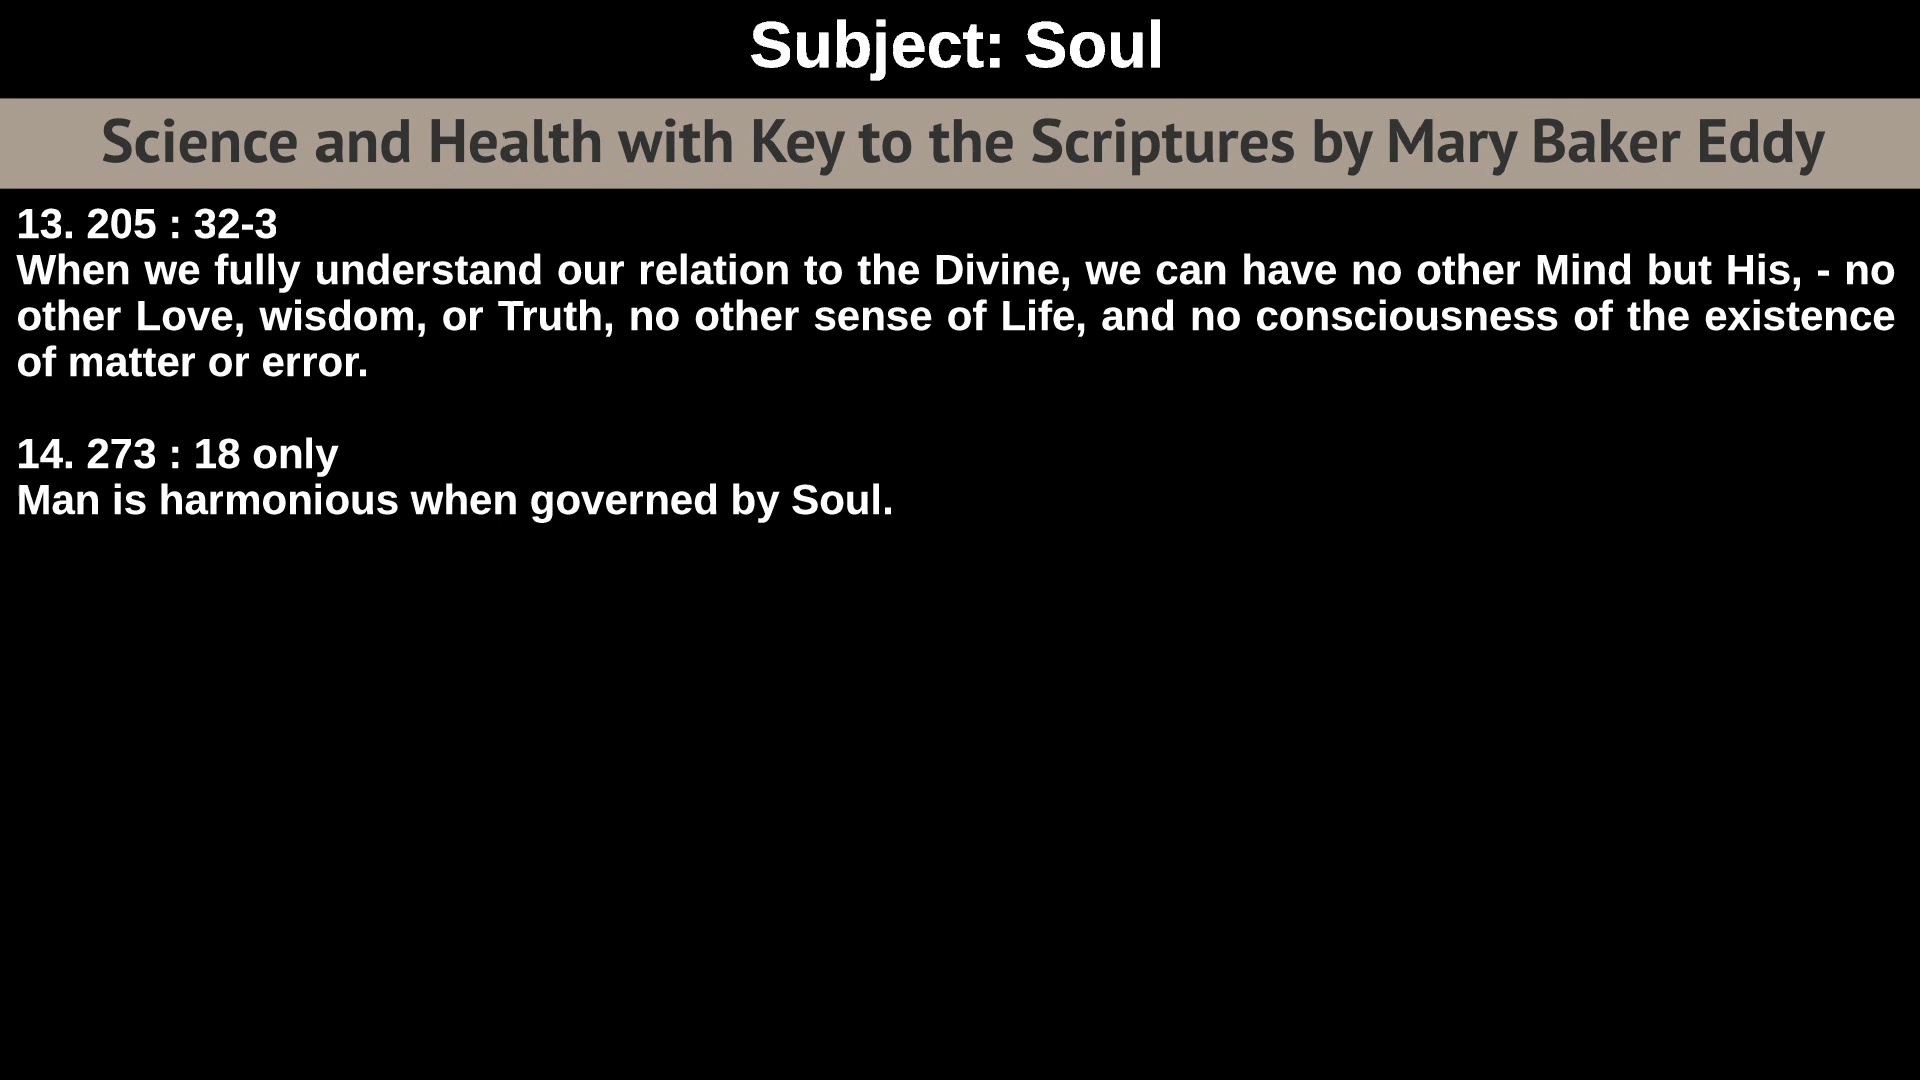 Subject: Soul
Science and Health with Key to the Scriptures by Mary Baker Eddy
13. 205 : 32-3
When we fully understand our relation to the Divine, we can have no other Mind but His, - no
other Love, wisdom, or Truth, no other sense of Life, and no consciousness of the existence
of matter or error.
14. 273 : 18 only
Man is harmonious when governed by Soul.